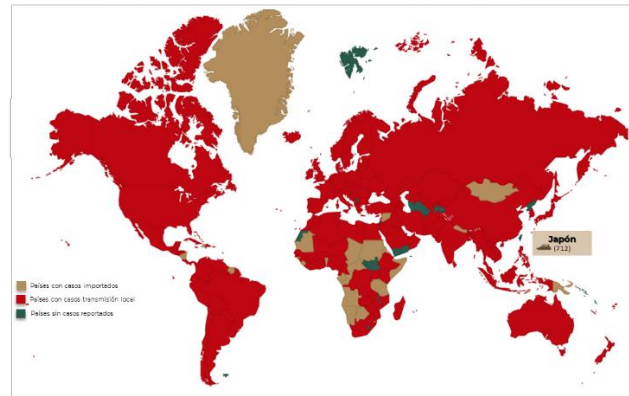 Japón
(712)
Países con casos importados
Países con casos transmisión local
Países sin casos reportados